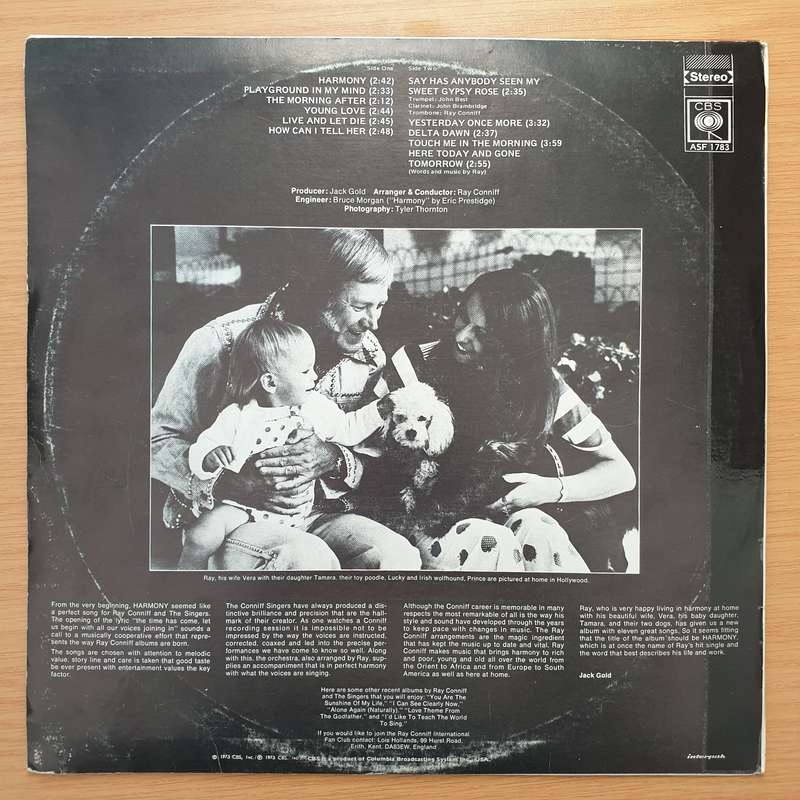 Side One
HARMONY (2:42)
PLAYGROUND IN MY MIND (2:33)
THE MORNING AFTER (2:12)
YOUNG LOVE (2:44)
LIVE AND LET DIE (2:45)
HOW CAN I TELL HER (2:48)
Side Two
SAY HAS ANYBODY SEEN MY
SWEET GYPSY ROSE (2:35)
Trumpet: John Best
Clarinet: John Brambridge
Trombone: Ray Conniff
YESTERDAY ONCE MORE (3:32)
DELTA DAWN (2:37)
TOUCH ME IN THE MORNING (3:59
HERE TODAY AND GONE
TOMORROW (2:55)
(Words and music by Ray)
Stereo
CBS
ASF 1783
Producer: Jack Gold Arranger & Conductor: Ray Conniff
Engineer: Bruce Morgan ("Harmony" by Eric Prestidge)
Photography: Tyler Thornton
Ray, his wife Vera with their daughter Tamara, their toy poodle, Lucky and Irish wolfhound, Prince are pictured at home in Hollywood.
From the very beginning, HARMONY seemed like
a perfect song for Ray Conniff and The Singers.
The opening of the lyric "the time has come, let
us begin with all our voices joining in" sounds a
call to a musically cooperative effort that repre-
sents the way Ray Conniff albums are born.
The songs are chosen with attention to melodic
value, story line and care is taken that good taste
be ever present with entertainment values the key
factor.
The Conniff Singers have always produced a dis-
tinctive brilliance and precision that are the hall-
mark of their creator. As one watches a Conniff
recording session it is impossible not to be
impressed by the way the voices are instructed,
corrected, coaxed and led into the precise per-
formances we have come to know so well. Along
with this, the orchestra, also arranged by Ray, sup-
plies an accompaniment that is in perfect harmony
with what the voices are singing.
Although the Conniff career is memorable in many
respects the most remarkable of all is the way his
style and sound have developed through the years
to keep pace with changes in music. The Ray
Conniff arrangements are the magic ingredient
that has kept the music up to date and vital. Ray
Conniff makes music that brings harmony to rich
and poor, young and old all over the world from
the Orient to Africa and from Europe to South
America as well as here at home.
Ray, who is very happy living in harmony at home
with his beautiful wife, Vera, his baby daughter,
Tamara, and their two dogs, has given us a new
album with eleven great songs. So it seems fitting
that the title of the album should be HARMONY,
which is at once the name of Ray's hit single and
the word that best describes his life and work.
Jack Gold
Here are some other recent albums by Ray Conniff
and The Singers that you will enjoy: "You Are The
Sunshine Of My Life," "I Can See Clearly Now,"
"Alone Again (Naturally)," "Love Theme From
The Godfather," and "I'd Like To Teach The World
To Sing."
If you would like to join the Ray Conniff International
Fan Club contact: Lois Hollands, 89 Hurst Road,
Erith, Kent. DA83EW, England
© 1973 CBS, Inc./℗ 1973 CBS, Inc. CBS is a product of Columbia Broadcasting System Inc., USA.
interpak